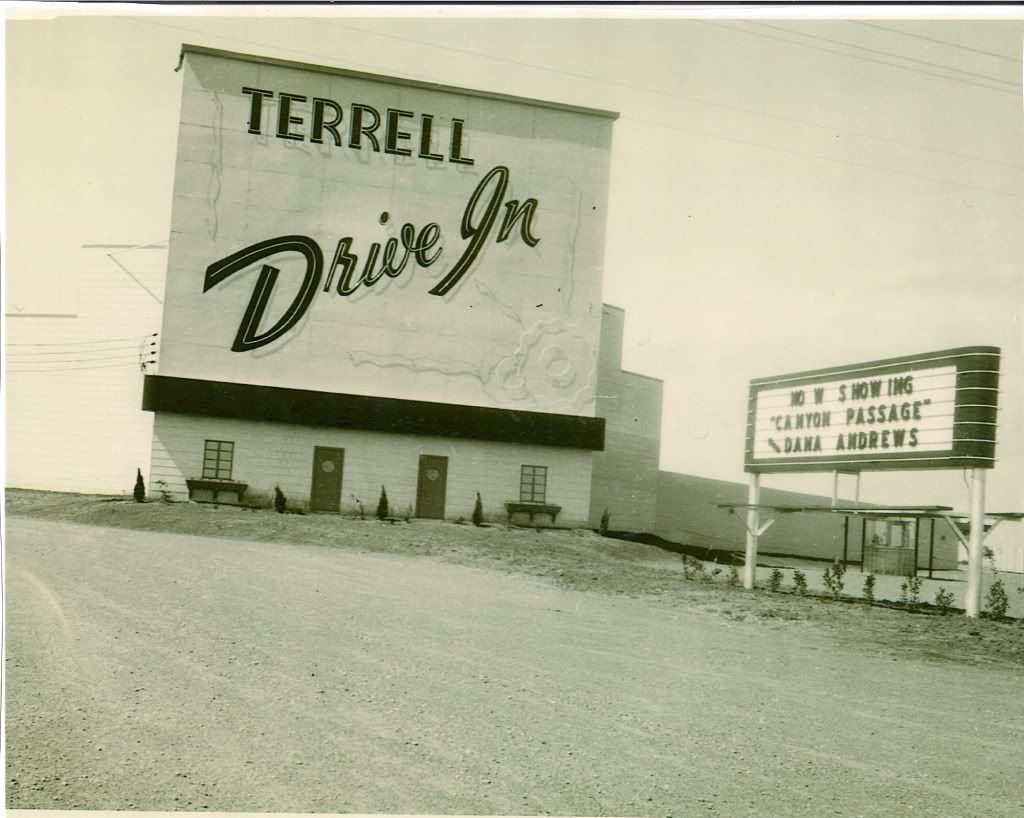 TERRELL
Drive In
NOW SHOWING
"CANYON PASSAGE"
DANA ANDREWS